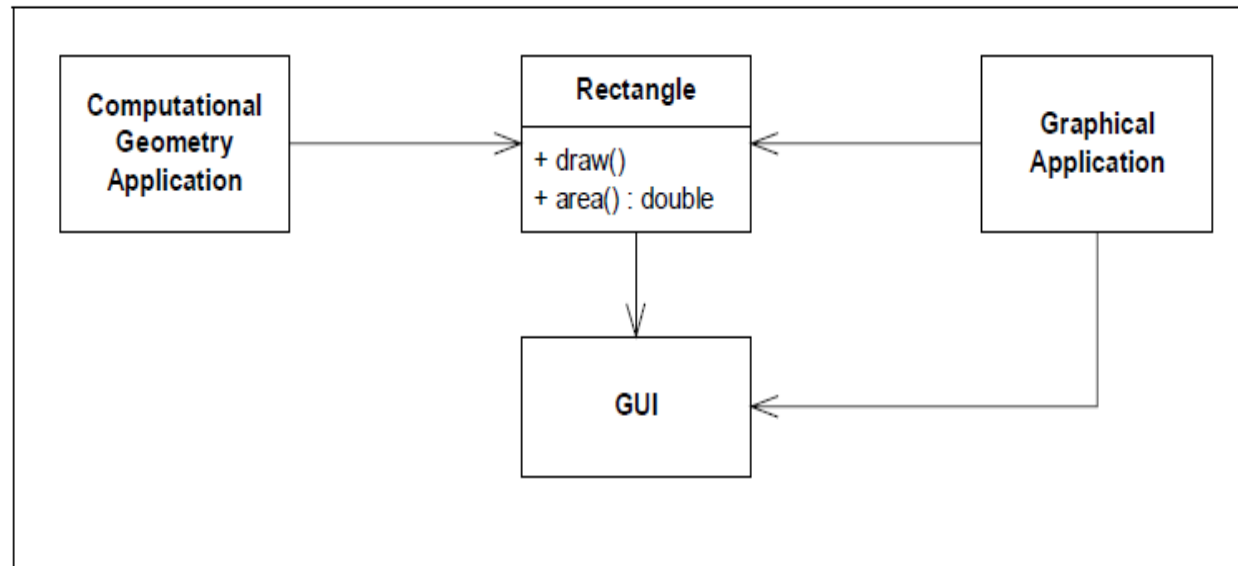 Computational
Geometry
Application
Rectangle
+ draw()
+ area() : double
Graphical
Application
GUI